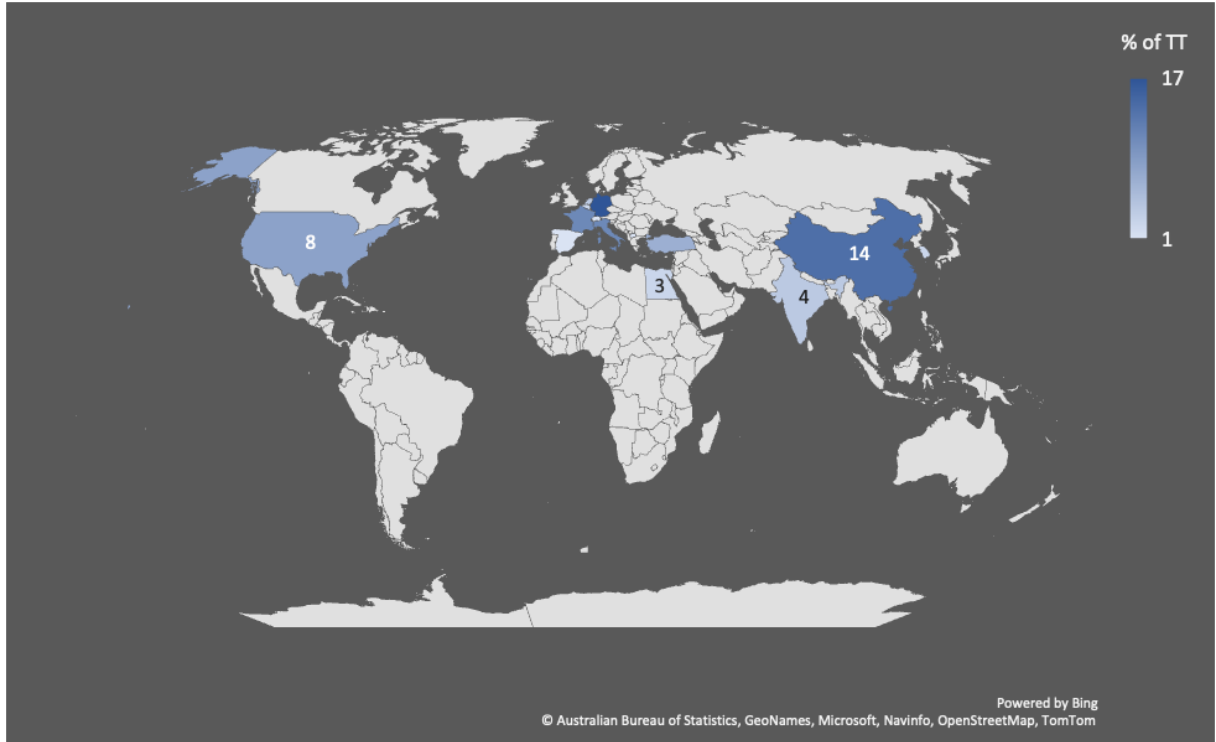 % of TT
17
1
8
14
3
4
Powered by Bing
© Australian Bureau of Statistics, GeoNames, Microsoft, Navinfo, OpenStreetMap, TomTom